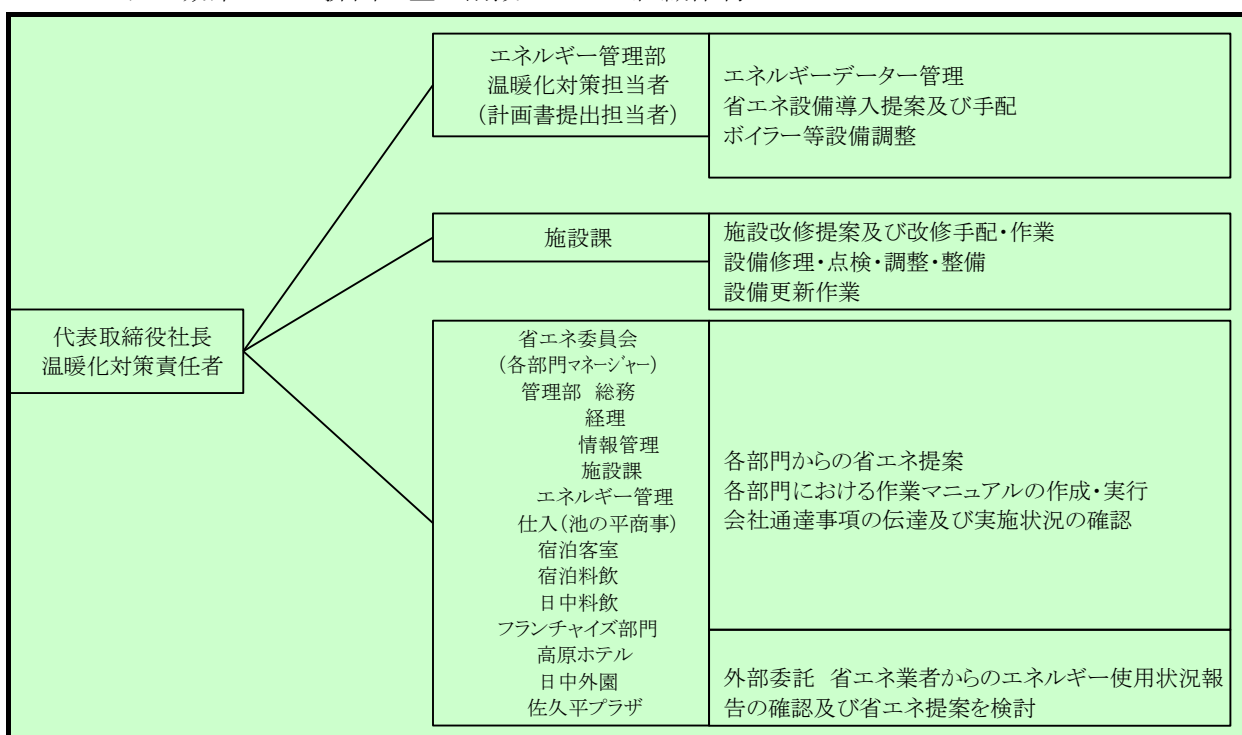 代表取締役社長
温暖化対策責任者
エネルギー管理部
温暖化対策担当者
(計画書提出担当者)
エネルギーデーター管理
省エネ設備導入提案及び手配
ボイラー等設備調整
施設課
施設改修提案及び改修手配・作業
設備修理・点検・調整・整備
設備更新作業
省エネ委員会
(各部門マネージャー)
管理部 総務
経理
情報管理
施設課
エネルギー管理
仕入(池の平商事)
宿泊客室
宿泊料飲
日中料飲
フランチャイズ部門
高原ホテル
日中外園
佐久平プラザ
各部門からの省エネ提案
各部門における作業マニュアルの作成・実行
会社通達事項の伝達及び実施状況の確認
外部委託 省エネ業者からのエネルギー使用状況報
告の確認及び省エネ提案を検討